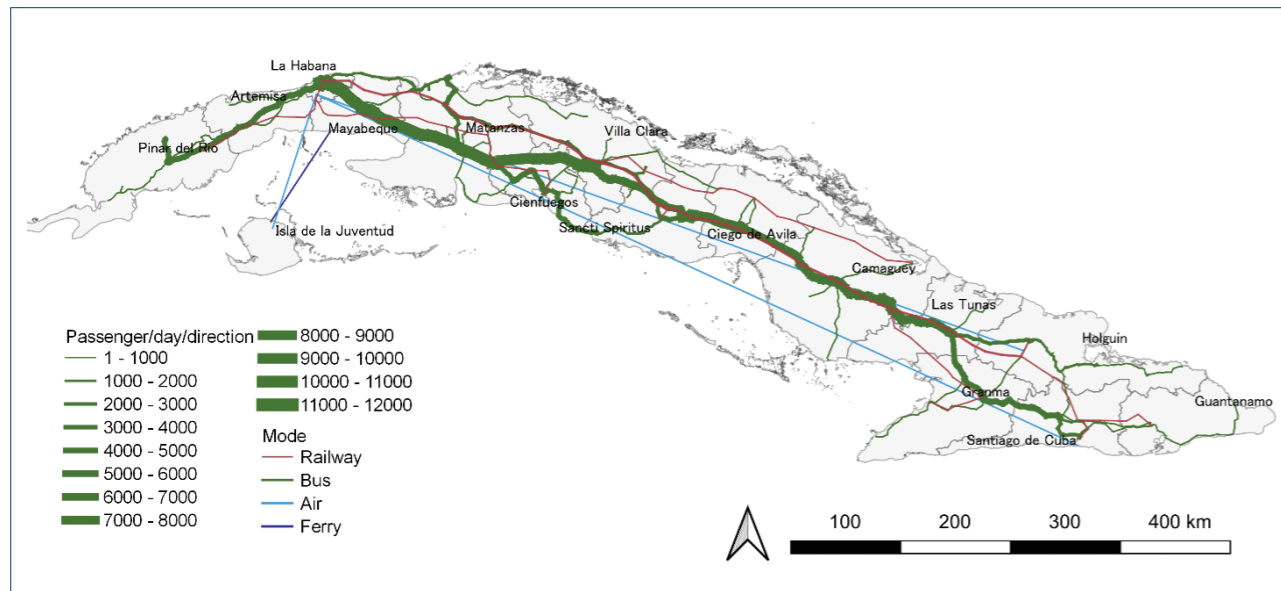 La Habana
Artemisa
Mayabeque
Matanzas
Villa Clara
Pinar del Rio
Cienfuegos
Isla de la Juventud
Sancti Spiritus
Ciego de Avila
Camaguey
Las Tunas
Holguin
Granma
Guantanamo
Santiago de Cuba
Passenger/day/direction
1 - 1000
1000 - 2000
2000 - 3000
3000 - 4000
4000 - 5000
5000 - 6000
6000 - 7000
7000 - 8000
8000 - 9000
9000 - 10000
10000 - 11000
11000 - 12000
Mode
Railway
Bus
Air
Ferry
100 200 300 400 km